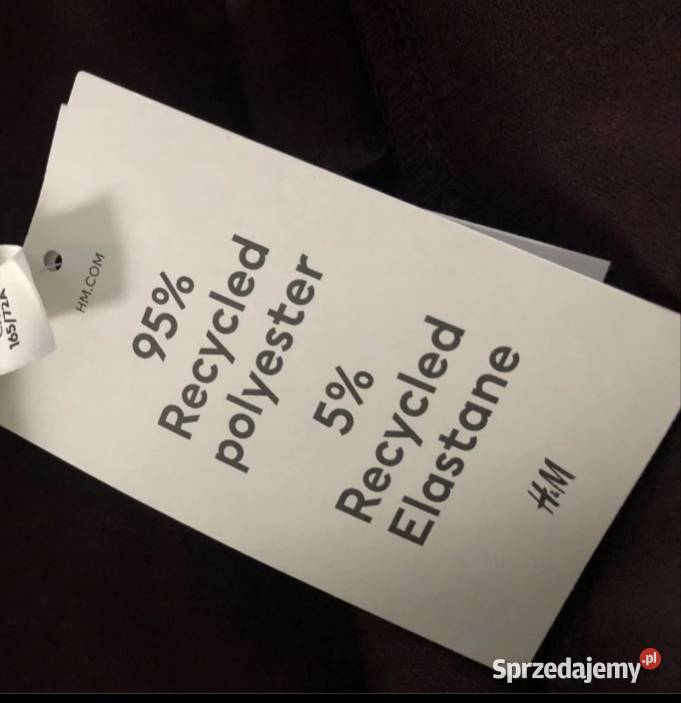 HM.COM
95%
Recycled
polyester
5%
Recycled
Elastane
H&M
165/72A
Sprzedajemy.pl